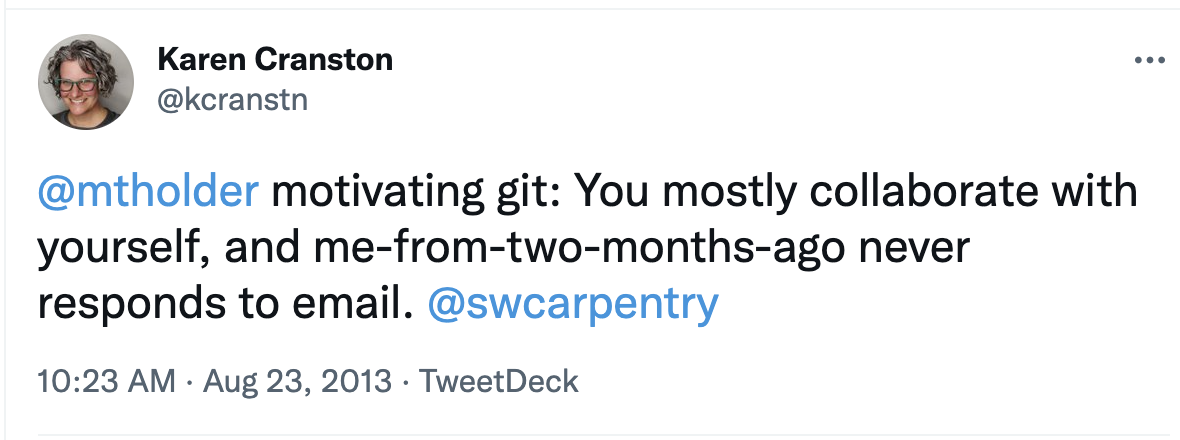 Karen Cranston
@kcranstn
@mtholder motivating git: You mostly collaborate with
yourself, and me-from-two-months-ago never
responds to email. @swcarpentry
10:23 AM · Aug 23, 2013 · TweetDeck